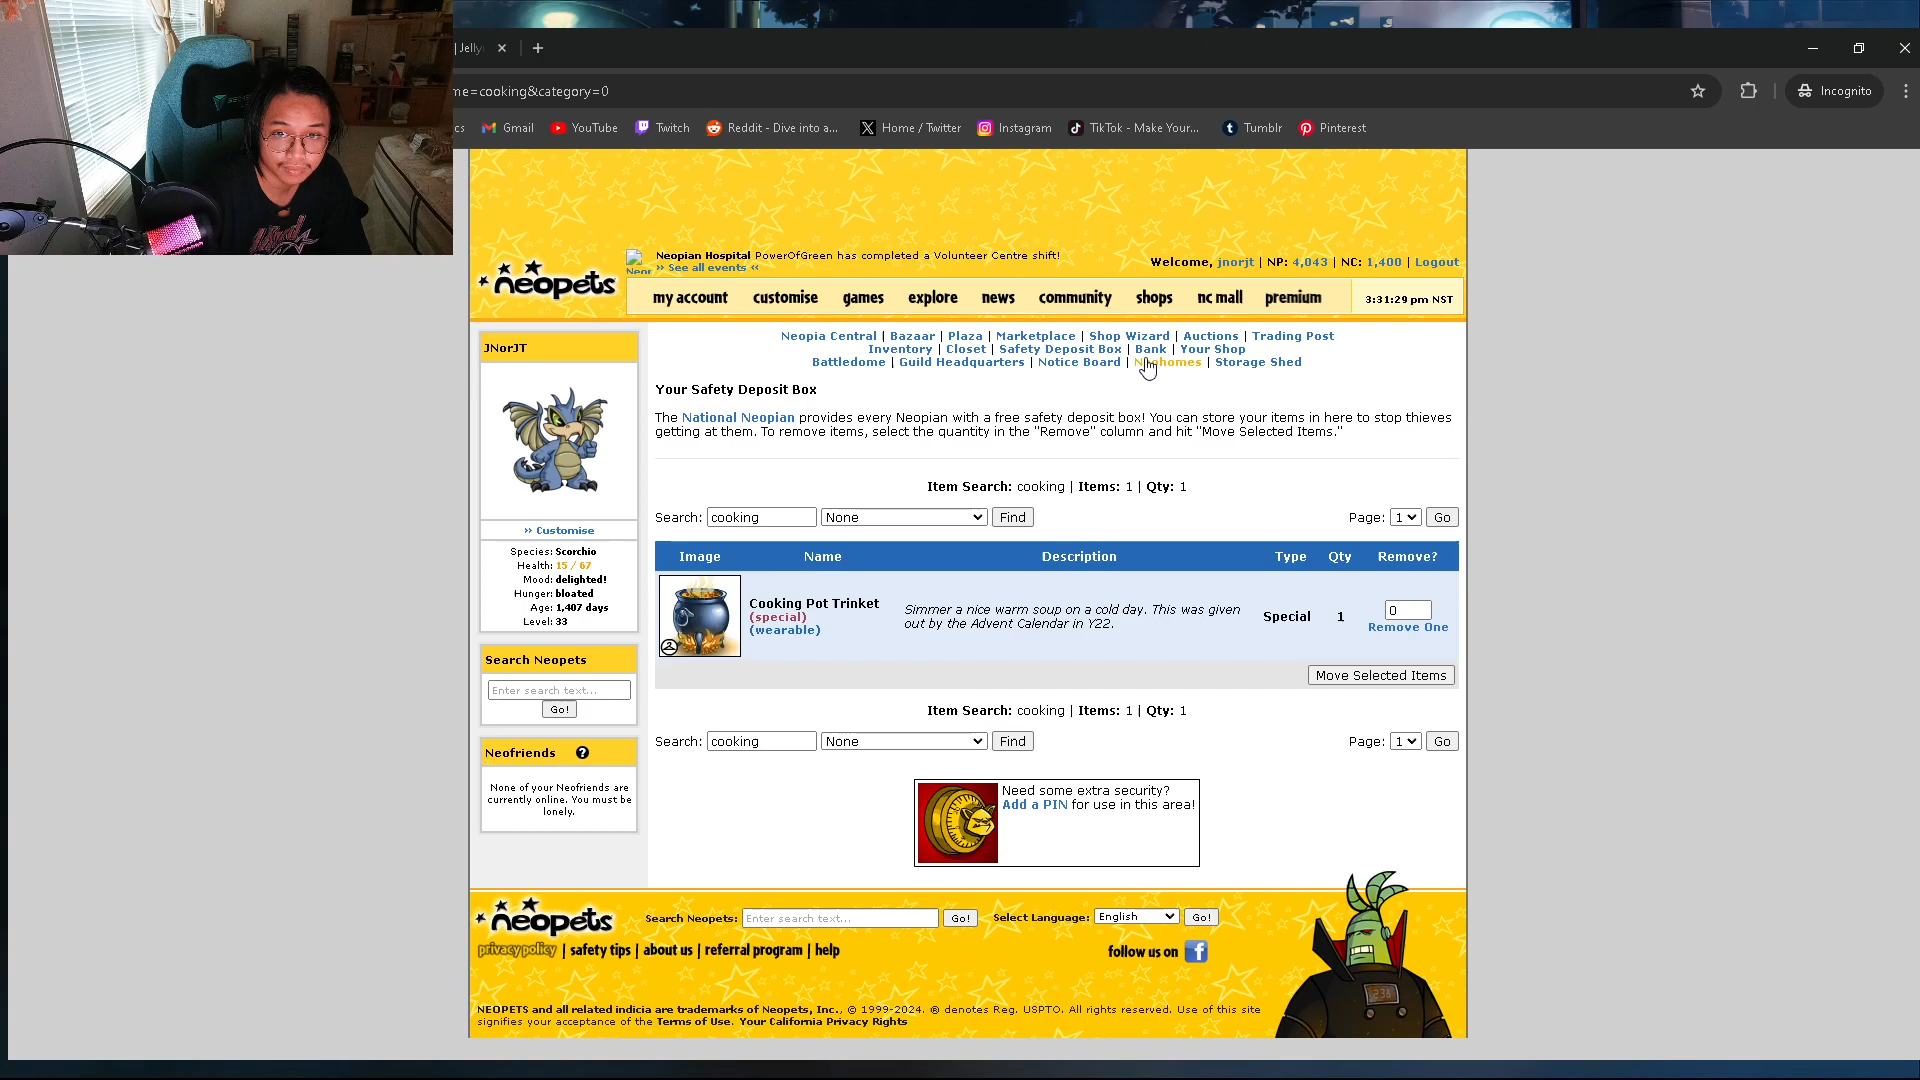 | Jelly
me=cooking&category=0
Incognito
cs Gmail YouTube Twitch Reddit - Dive into a... Home / Twitter Instagram TikTok - Make Your... Tumblr Pinterest
Neopian Hospital PowerOfGreen has completed a Volunteer Centre shift!
>> See all events <<
Welcome, jnorjt | NP: 4,043 | NC: 1,400 | Logout
neopets
my account customise games explore news community shops nc mall premium
3:31:29 pm NST
Neopia Central | Bazaar | Plaza | Marketplace | Shop Wizard | Auctions | Trading Post
Inventory | Closet | Safety Deposit Box | Bank | Your Shop
Battledome | Guild Headquarters | Notice Board | Neohomes | Storage Shed
JNorJT
>> Customise
Species: Scorchio
Health: 15 / 67
Mood: delighted!
Hunger: bloated
Age: 1,407 days
Level: 33
Search Neopets
Enter search text...
Go!
Neofriends ?
None of your Neofriends are
currently online. You must be
lonely.
Your Safety Deposit Box
The National Neopian provides every Neopian with a free safety deposit box! You can store your items in here to stop thieves
getting at them. To remove items, select the quantity in the "Remove" column and hit "Move Selected Items."
Item Search: cooking | Items: 1 | Qty: 1
Search: cooking None Find Page: 1 Go
Image Name Description Type Qty Remove?
Cooking Pot Trinket
(special)
(wearable)
Simmer a nice warm soup on a cold day. This was given
out by the Advent Calendar in Y22.
Special
1
0
Remove One
Move Selected Items
Item Search: cooking | Items: 1 | Qty: 1
Search: cooking None Find Page: 1 Go
Need some extra security?
Add a PIN for use in this area!
neopets
Search Neopets: Enter search text... Go! Select Language: English Go!
privacy policy | safety tips | about us | referral program | help
follow us on
NEOPETS and all related indicia are trademarks of Neopets, Inc., © 1999-2024. ® denotes Reg. USPTO. All rights reserved. Use of this site
signifies your acceptance of the Terms of Use. Your California Privacy Rights